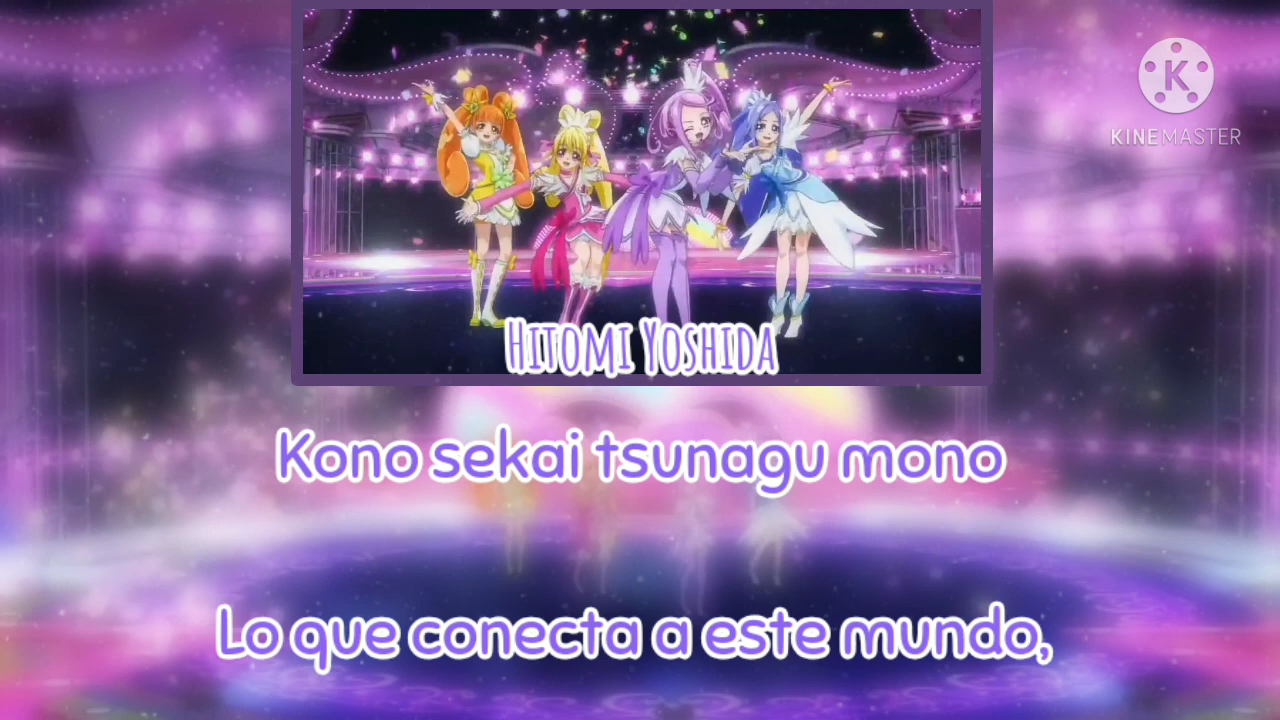 KINEMASTER
Hitomi Yoshida
Kono sekai tsunagu mono
Lo que conecta a este mundo,